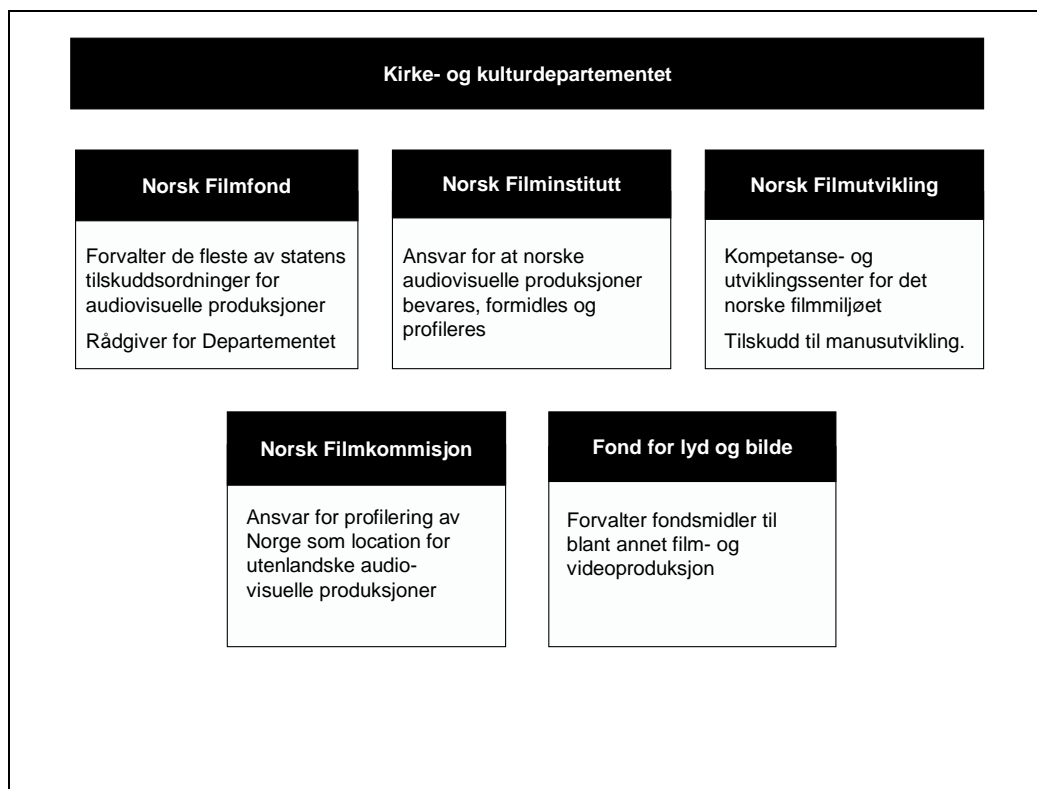 Kirke- og kulturdepartementet
Norsk Filmfond
Forvalter de fleste av statens
tilskuddsordninger for
audiovisuelle produksjoner
Rådgiver for Departementet
Norsk Filminstitutt
Ansvar for at norske
audiovisuelle produksjoner
bevares, formidles og
profileres
Norsk Filmutvikling
Kompetanse- og
utviklingssenter for det
norske filmmiljøet
Tilskudd til manusutvikling.
Norsk Filmkommisjon
Ansvar for profilering av
Norge som location for
utenlandske audio-
visuelle produksjoner
Fond for lyd og bilde
Forvalter fondsmidler til
blant annet film- og
videoproduksjon